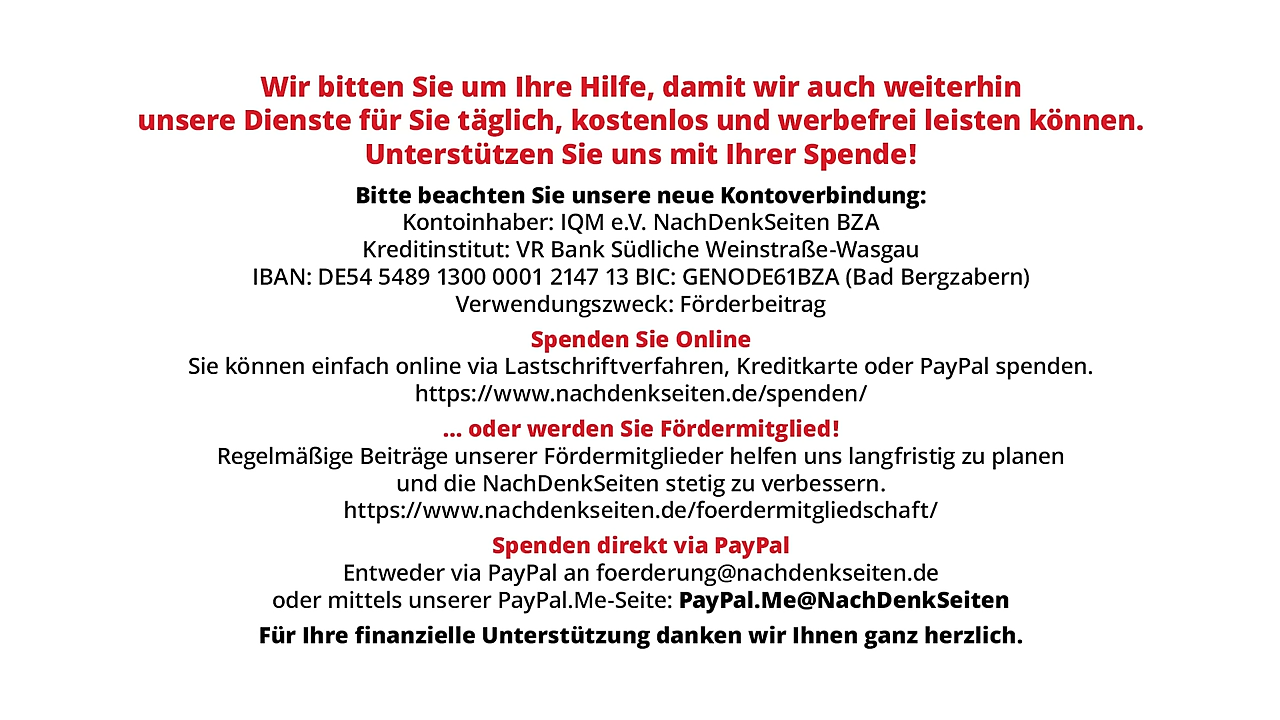 Wir bitten Sie um Ihre Hilfe, damit wir auch weiterhin
unsere Dienste für Sie täglich, kostenlos und werbefrei leisten können.
Unterstützen Sie uns mit Ihrer Spende!
Bitte beachten Sie unsere neue Kontoverbindung:
Kontoinhaber: IQM e.V. NachDenkSeiten BZA
Kreditinstitut: VR Bank Südliche Weinstraße-Wasgau
IBAN: DE54 5489 1300 0001 2147 13 BIC: GENODE61BZA (Bad Bergzabern)
Verwendungszweck: Förderbeitrag
Spenden Sie Online
Sie können einfach online via Lastschriftverfahren, Kreditkarte oder PayPal spenden.
https://www.nachdenkseiten.de/spenden/
... oder werden Sie Fördermitglied!
Regelmäßige Beiträge unserer Fördermitglieder helfen uns langfristig zu planen
und die NachDenkSeiten stetig zu verbessern.
https://www.nachdenkseiten.de/foerdermitgliedschaft/
Spenden direkt via PayPal
Entweder via PayPal an foerderung@nachdenkseiten.de
oder mittels unserer PayPal.Me-Seite: PayPal.Me@NachDenkSeiten
Für Ihre finanzielle Unterstützung danken wir Ihnen ganz herzlich.